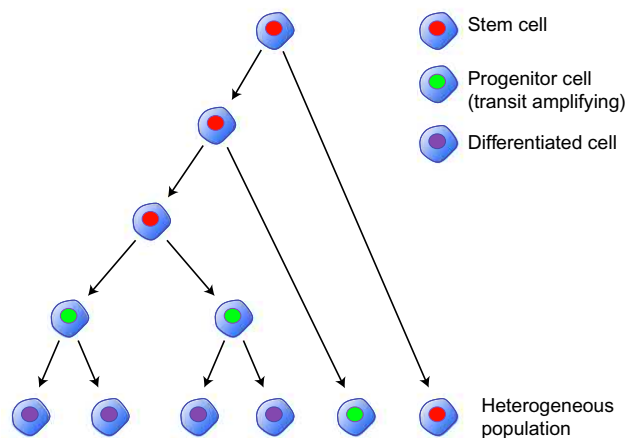 Stem cell
Progenitor cell
(transit amplifying)
Differentiated cell
Heterogeneous
population